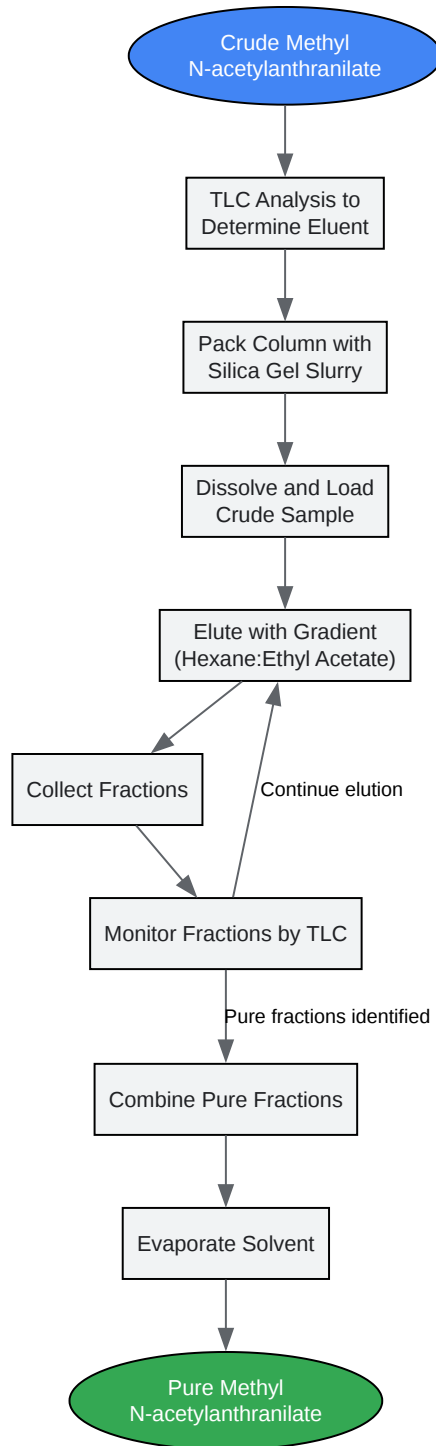 Crude Methyl
N-acetylanthranilate
TLC Analysis to
Determine Eluent
Pack Column with
Silica Gel Slurry
Dissolve and Load
Crude Sample
Elute with Gradient
(Hexane:Ethyl Acetate)
Collect Fractions
Continue elution
Monitor Fractions by TLC
Pure fractions identified
Combine Pure Fractions
Evaporate Solvent
Pure Methyl
N-acetylanthranilate